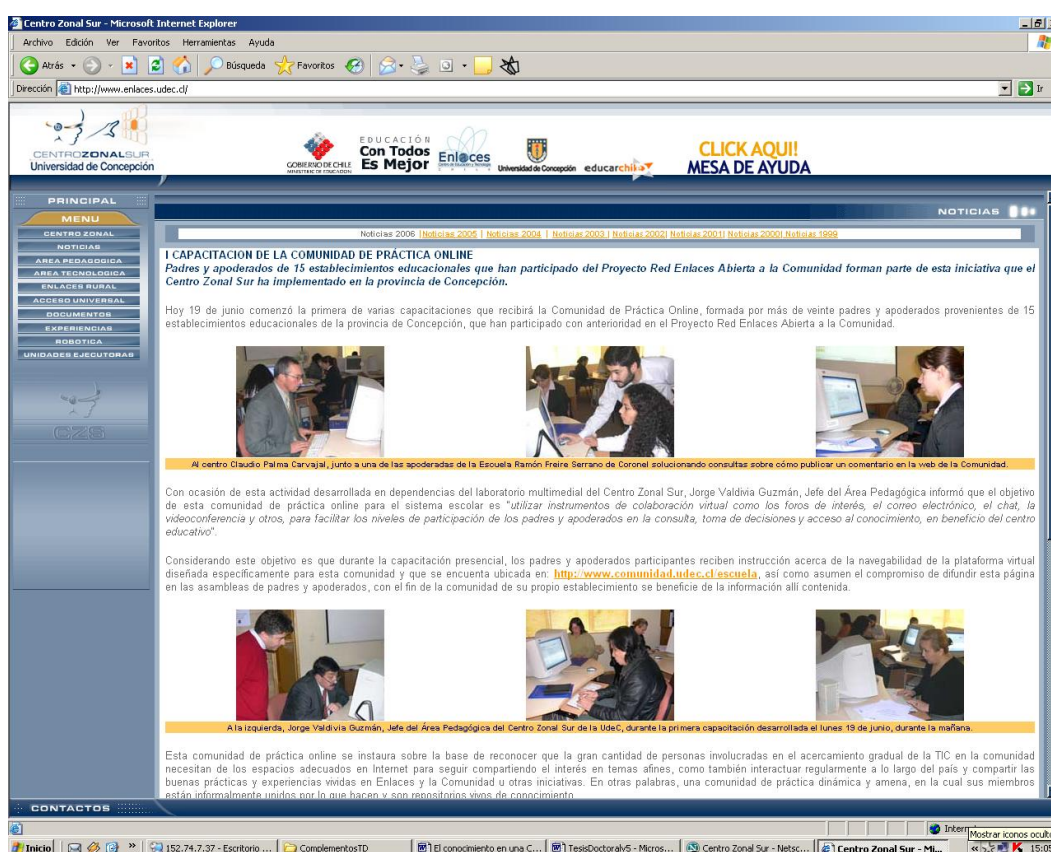 Centro Zonal Sur - Microsoft Internet Explorer
Archivo Edición Ver Favoritos Herramientas Ayuda
Atrás Búsqueda Favoritos
Dirección http://www.enlaces.udec.cl/ Ir
CENTROZONALSUR
Universidad de Concepción
GOBIERNO DE CHILE
MINISTERIO DE EDUCACION
EDUCACIÓN
Con Todos
Es Mejor
Enl@ces
Universidad de Concepción
educarchile
CLICK AQUI!
MESA DE AYUDA
PRINCIPAL
MENU
CENTRO ZONAL
NOTICIAS
AREA PEDAGOGICA
AREA TECNOLOGICA
ENLACES RURAL
ACCESO UNIVERSAL
DOCUMENTOS
EXPERIENCIAS
ROBOTICA
UNIDADES EJECUTORAS
CZS
NOTICIAS
Noticias 2006 | Noticias 2005 | Noticias 2004 | Noticias 2003 | Noticias 2002| Noticias 2001| Noticias 2000| Noticias 1999
I CAPACITACION DE LA COMUNIDAD DE PRÁCTICA ONLINE
Padres y apoderados de 15 establecimientos educacionales que han participado del Proyecto Red Enlaces Abierta a la Comunidad forman parte de esta iniciativa que el
Centro Zonal Sur ha implementado en la provincia de Concepción.
Hoy 19 de junio comenzó la primera de varias capacitaciones que recibirá la Comunidad de Práctica Online, formada por más de veinte padres y apoderados provenientes de 15
establecimientos educacionales de la provincia de Concepción, que han participado con anterioridad en el Proyecto Red Enlaces Abierta a la Comunidad.
Al centro Claudio Palma Carvajal, junto a una de las apoderadas de la Escuela Ramón Freire Serrano de Coronel solucionando consultas sobre cómo publicar un comentario en la web de la Comunidad.
Con ocasión de esta actividad desarrollada en dependencias del laboratorio multimedial del Centro Zonal Sur, Jorge Valdivia Guzmán, Jefe del Área Pedagógica informó que el objetivo
de esta comunidad de práctica online para el sistema escolar es "utilizar instrumentos de colaboración virtual como los foros de interés, el correo electrónico, el chat, la
videoconferencia y otros, para facilitar los niveles de participación de los padres y apoderados en la consulta, toma de decisiones y acceso al conocimiento, en beneficio del centro
educativo".
Considerando este objetivo es que durante la capacitación presencial, los padres y apoderados participantes reciben instrucción acerca de la navegabilidad de la plataforma virtual
diseñada específicamente para esta comunidad y que se encuenta ubicada en: http://www.comunidad.udec.cl/escuela, así como asumen el compromiso de difundir esta página
en las asambleas de padres y apoderados, con el fin de la comunidad de su propio establecimiento se beneficie de la información allí contenida.
A la izquierda, Jorge Valdivia Guzmán, Jefe del Área Pedagógica del Centro Zonal Sur de la UdeC, durante la primera capacitación desarrollada el lunes 19 de junio, durante la mañana.
Esta comunidad de práctica online se instaura sobre la base de reconocer que la gran cantidad de personas involucradas en el acercamiento gradual de la TIC en la comunidad
necesitan de los espacios adecuados en Internet para seguir compartiendo el interés en temas afines, como también interactuar regularmente a lo largo del país y compartir las
buenas prácticas y experiencias vividas en Enlaces y la Comunidad u otras iniciativas. En otras palabras, una comunidad de práctica dinámica y amena, en la cual sus miembros
están informalmente unidos por lo que hacen y son repositorios vivos de conocimiento
CONTACTOS
Mostrar iconos ocult
Inicio 152.74.7.37 - Escritorio ... ComplementosTD El conocimiento en una C... TesisDoctoralv5 - Micros... Centro Zonal Sur - Netsc... Centro Zonal Sur - Mi... 15:05